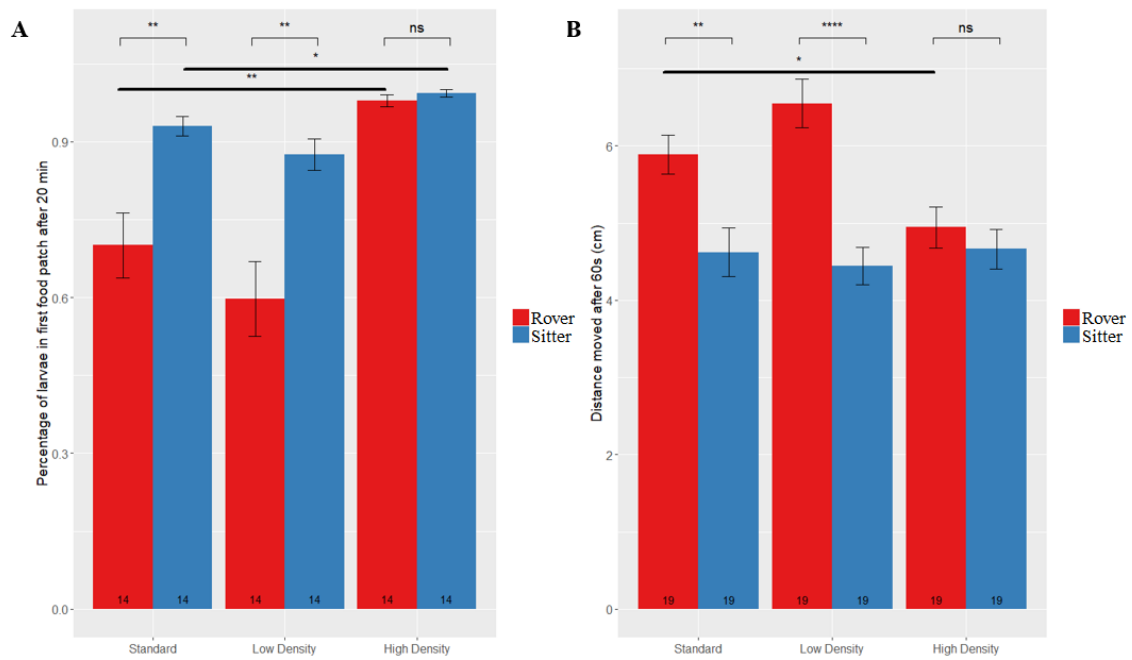 A
** ** ns
*
**
0.9
0.6
0.3
0.0
Percentage of larvae in first food patch after 20 min
14 14 14 14 14 14
Standard Low Density High Density
Rover
Sitter
B
** **** ns
*
6
4
2
0
Distance moved after 60s (cm)
19 19 19 19 19 19
Standard Low Density High Density
Rover
Sitter